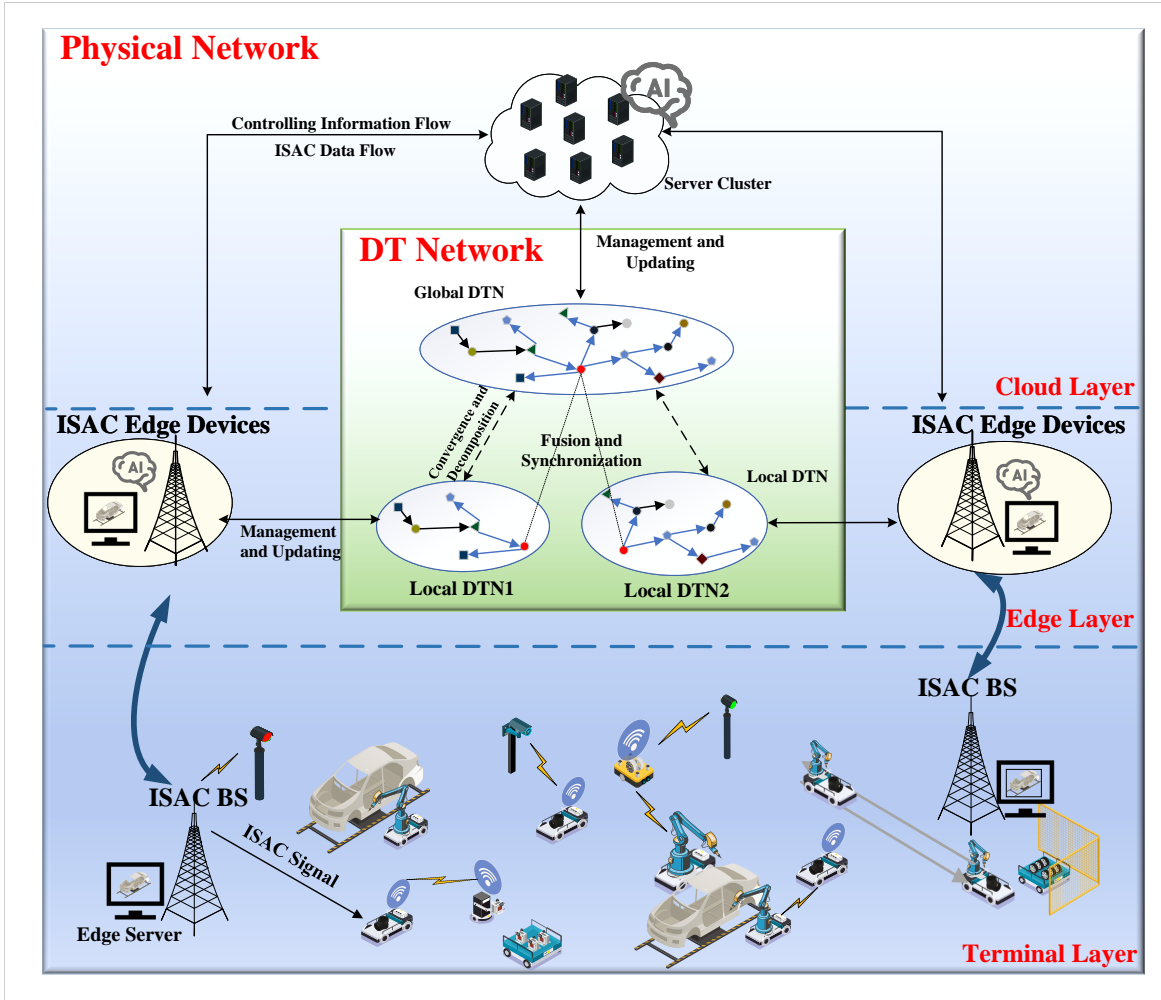 Physical Network
AI
Controlling Information Flow
ISAC Data Flow
Server Cluster
DT Network
Management and
Updating
Global DTN
Cloud Layer
ISAC Edge Devices
ISAC Edge Devices
Convergence and
Decomposition
Fusion and
Synchronization
AI
AI
Local DTN
Management
and Updating
Local DTN1
Local DTN2
Edge Layer
ISAC BS
ISAC BS
ISAC Signal
Edge Server
Terminal Layer